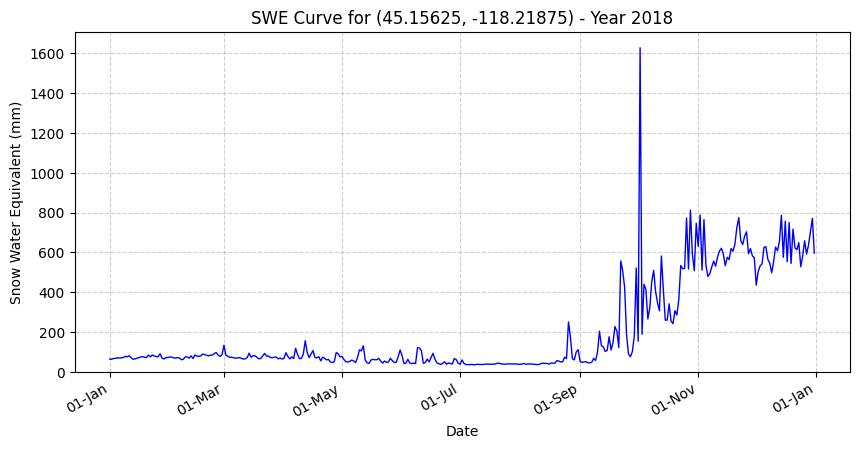 SWE Curve for (45.15625, -118.21875) - Year 2018
Snow Water Equivalent (mm)
1600
1400
1200
1000
800
600
400
200
0
01-Jan
01-Mar
01-May
01-Jul
01-Sep
01-Nov
01-Jan
Date